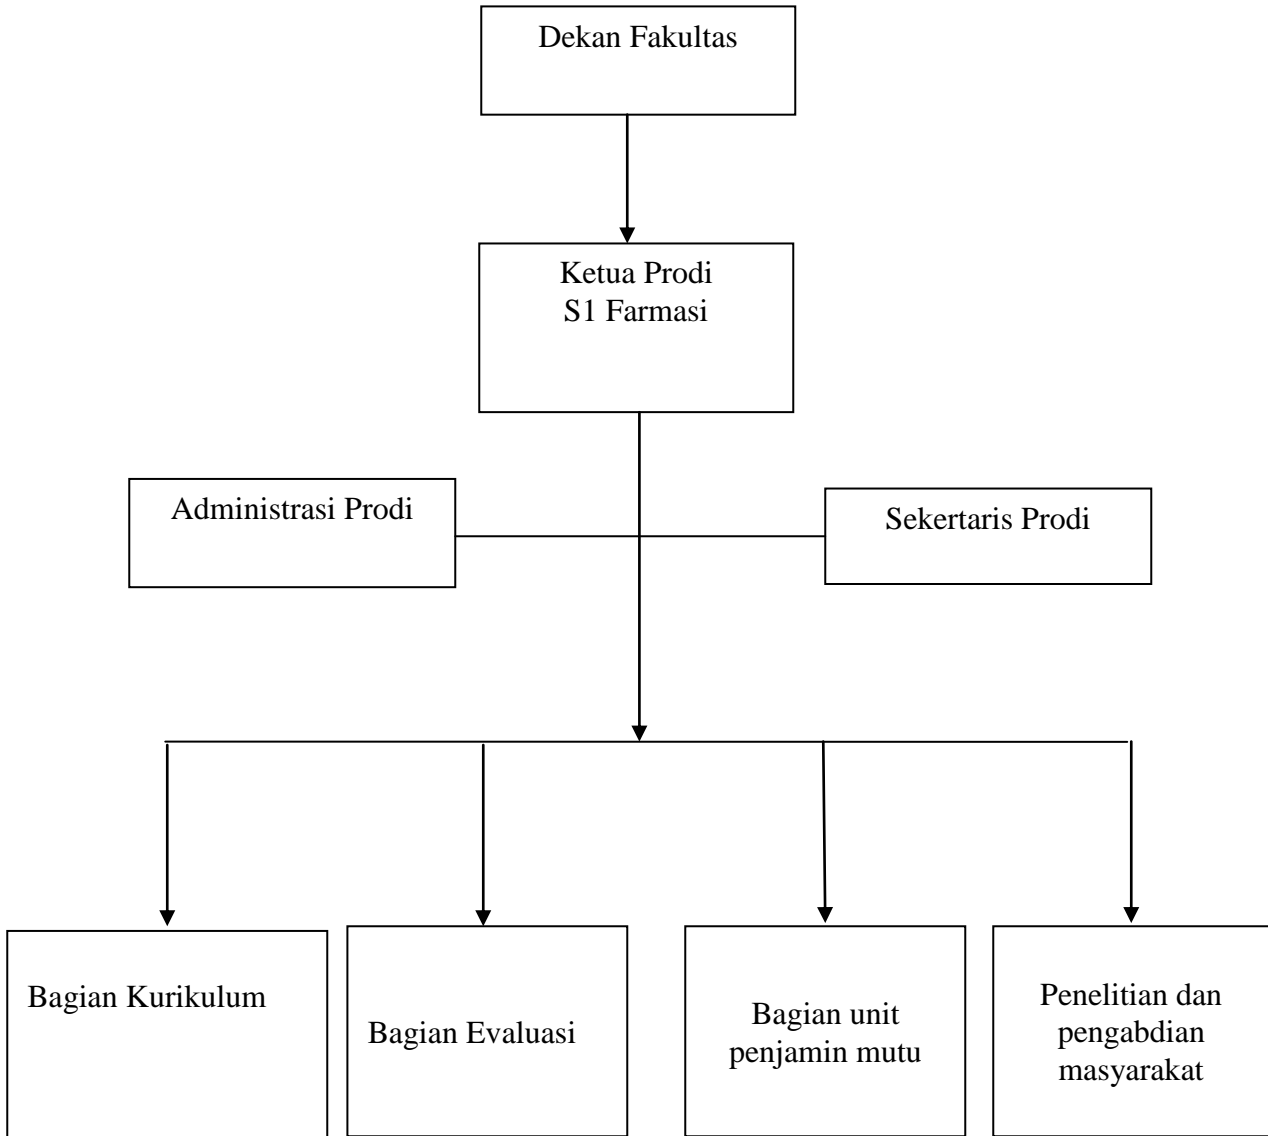 Dekan Fakultas
Ketua Prodi
S1 Farmasi
Administrasi Prodi
Sekertaris Prodi
Bagian Kurikulum
Bagian Evaluasi
Bagian unit
penjamin mutu
Penelitian dan
pengabdian
masyarakat